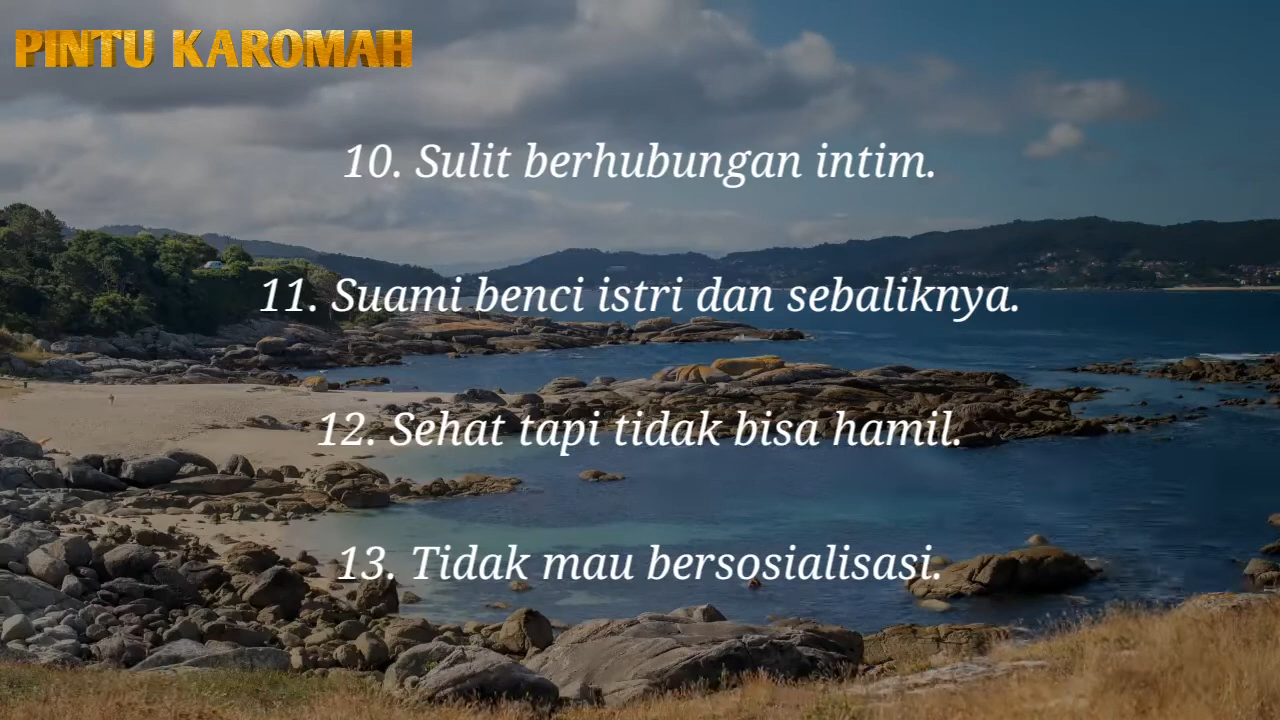 PINTU KAROMAH
10. Sulit berhubungan intim.
11. Suami benci istri dan sebaliknya.
12. Sehat tapi tidak bisa hamil.
13. Tidak mau bersosialisasi.